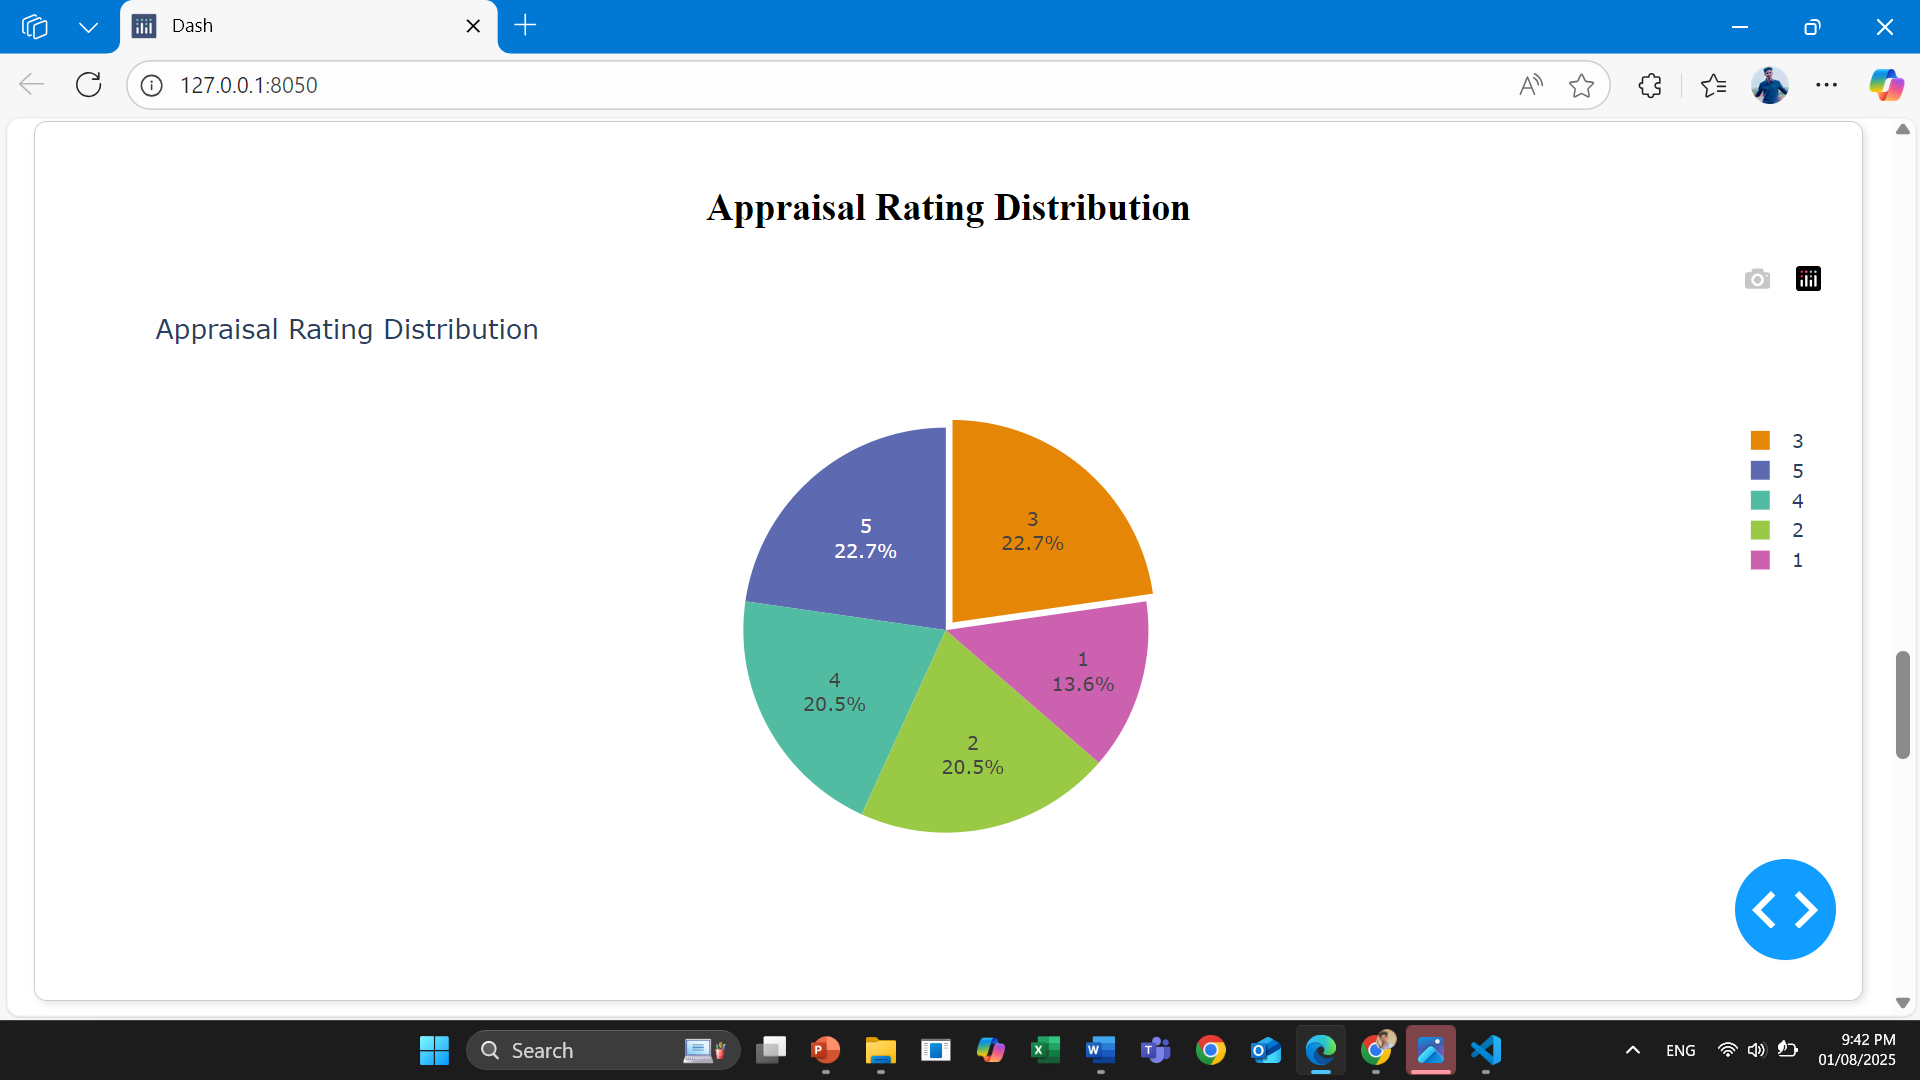 Dash
127.0.0.1:8050
Appraisal Rating Distribution
Appraisal Rating Distribution
3
5
4
2
1
5
22.7%
3
22.7%
1
13.6%
4
20.5%
2
20.5%
Search
ENG
9:42 PM
01/08/2025